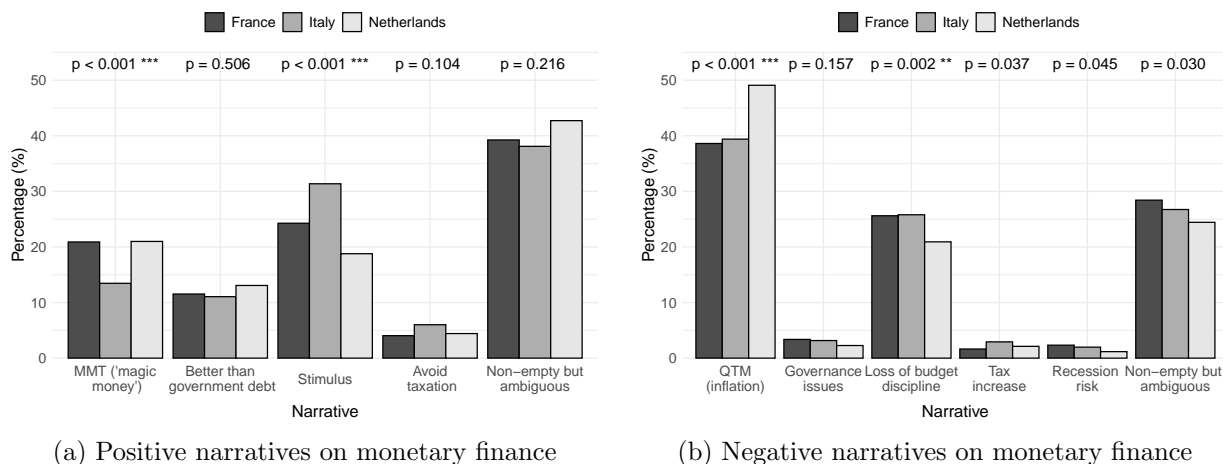 France Italy Netherlands
p < 0.001 *** p = 0.506 p < 0.001 *** p = 0.104 p = 0.216
50
40
30
20
10
0
Percentage (%)
MMT ('magic money') Better than government debt Stimulus Avoid taxation Non−empty but ambiguous
Narrative
(a) Positive narratives on monetary finance
France Italy Netherlands
p < 0.001 *** p = 0.157 p = 0.002 ** p = 0.037 p = 0.045 p = 0.030
50
40
30
20
10
0
Percentage (%)
QTM (inflation) Governance issues Loss of budget discipline Tax increase Recession risk Non−empty but ambiguous
Narrative
(b) Negative narratives on monetary finance